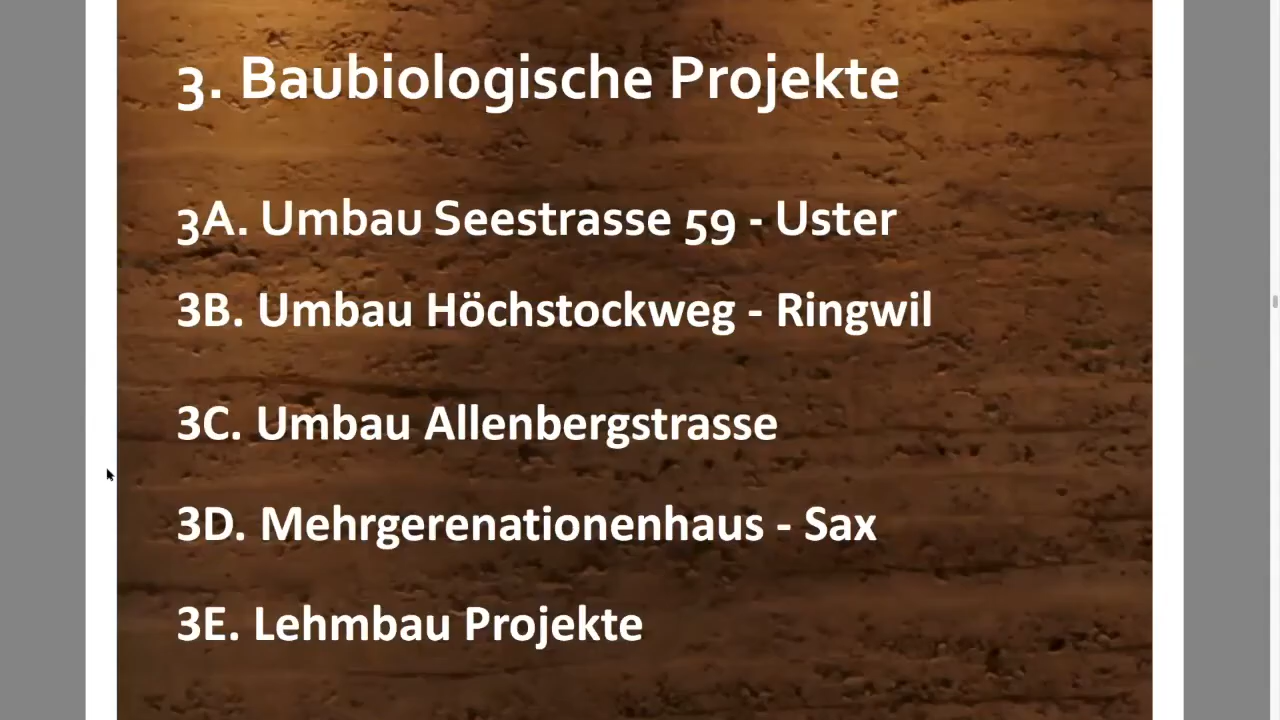 3. Baubiologische Projekte
3A. Umbau Seestrasse 59 - Uster
3B. Umbau Höchstockweg - Ringwil
3C. Umbau Allenbergstrasse
3D. Mehrgerenationenhaus - Sax
3E. Lehmbau Projekte